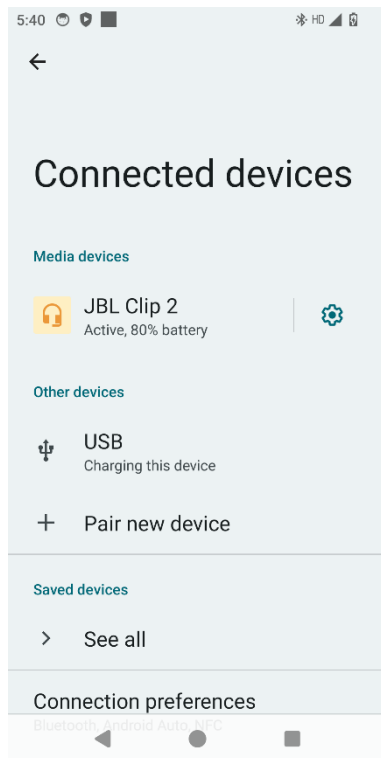 5:40 HD
Connected devices
Media devices
JBL Clip 2
Active, 80% battery
Other devices
USB
Charging this device
Pair new device
Saved devices
See all
Connection preferences
Bluetooth, Android Auto, NFC